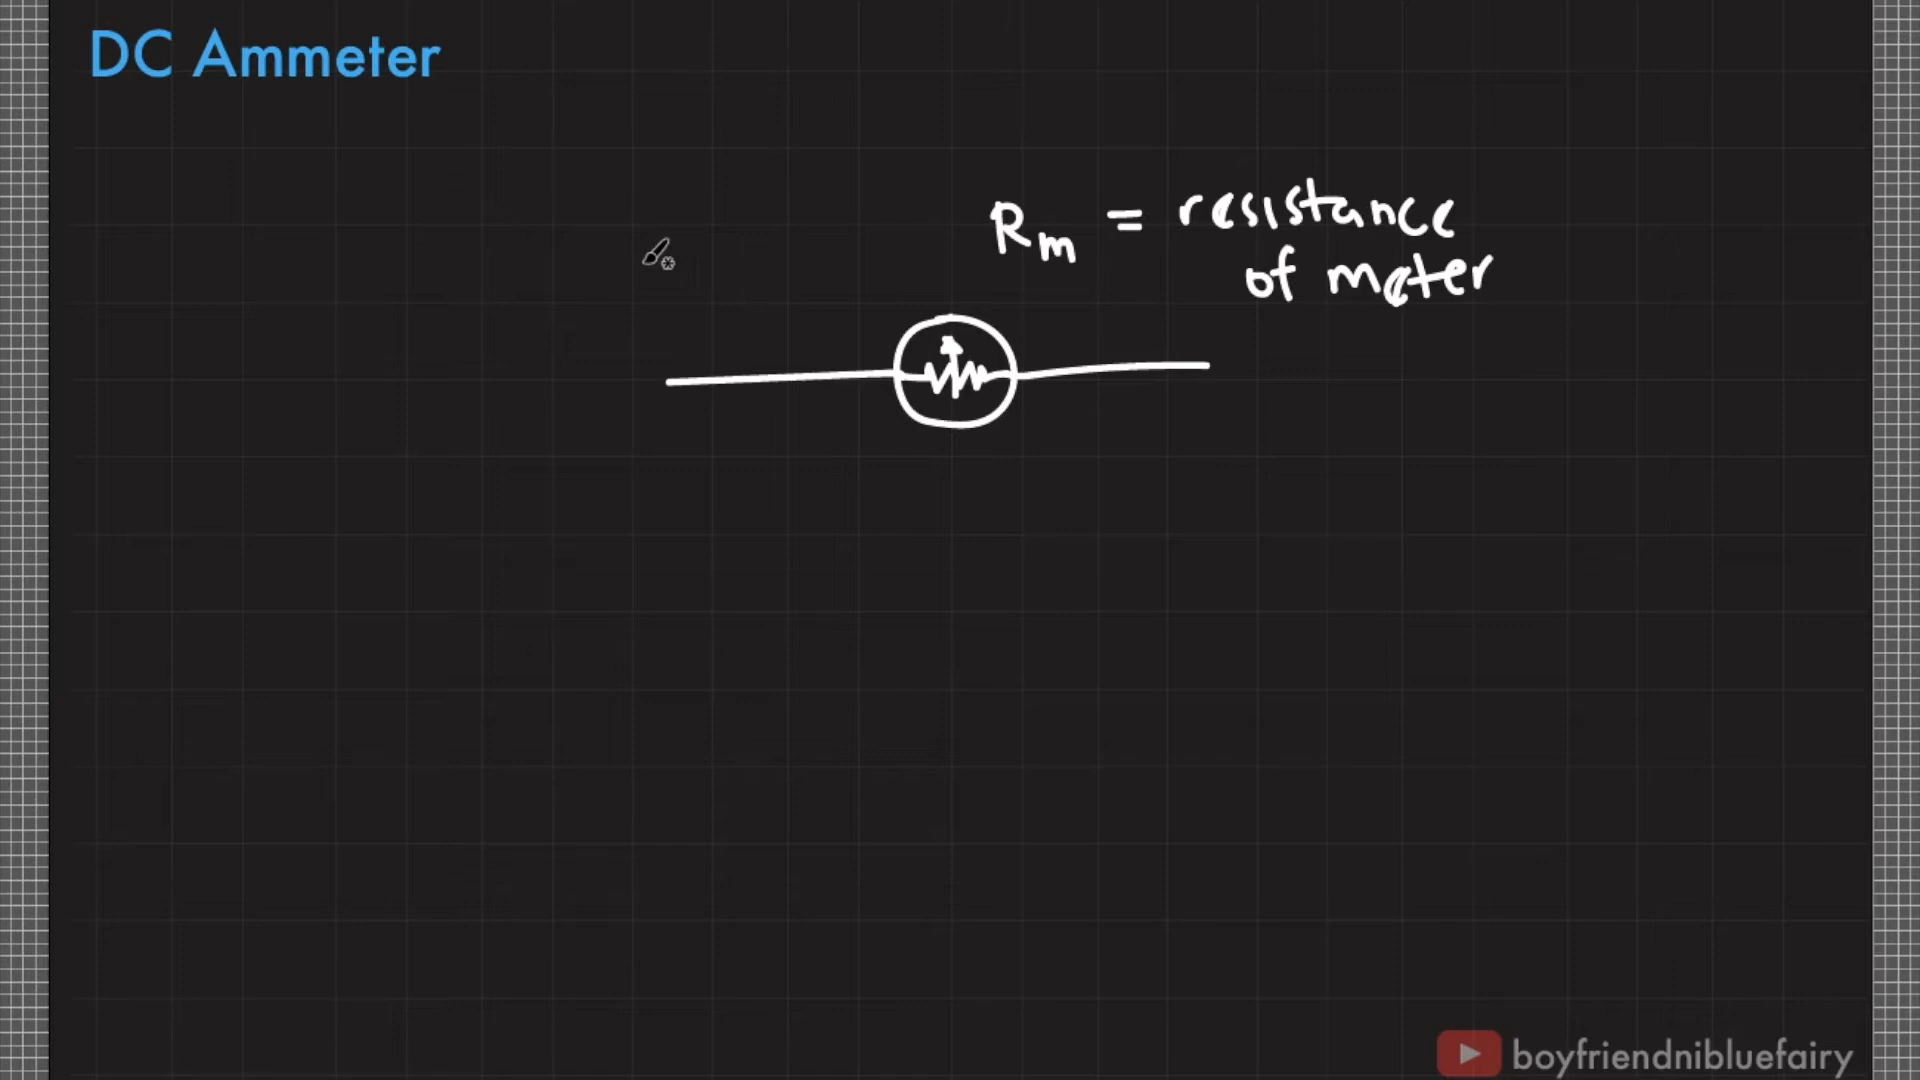 DC Ammeter
Rm = resistance
of meter
boyfriendnibluefairy